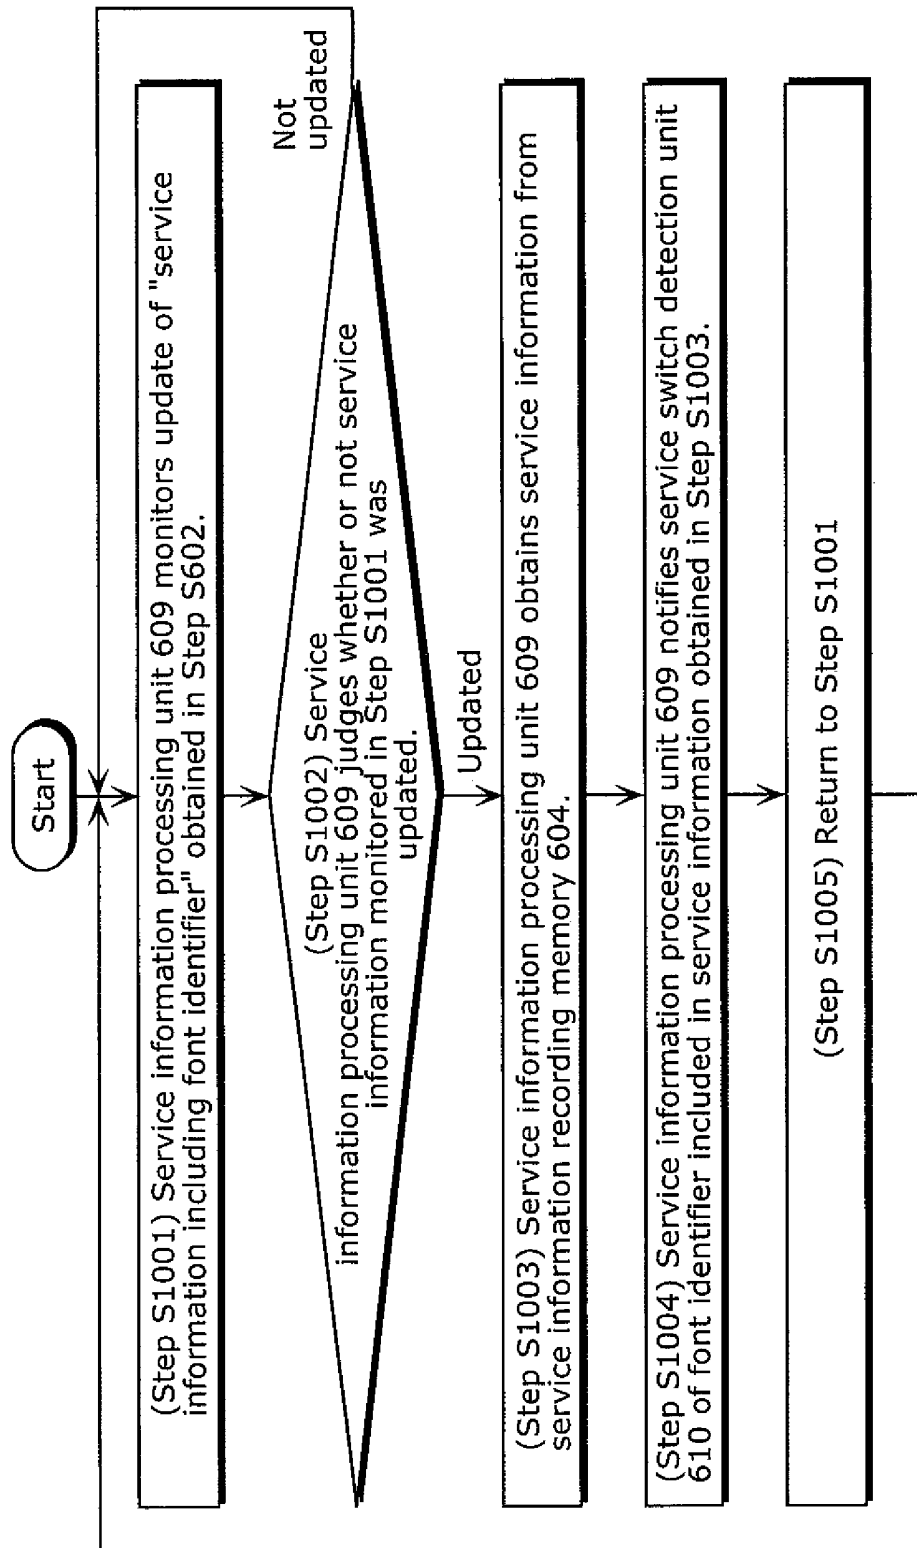 Start
(Step S1001) Service information processing unit 609 monitors update of "service
information including font identifier" obtained in Step S602.
(Step S1002) Service
information processing unit 609 judges whether or not service
information monitored in Step S1001 was
updated.
Not
updated
Updated
(Step S1003) Service information processing unit 609 obtains service information from
service information recording memory 604.
(Step S1004) Service information processing unit 609 notifies service switch detection unit
610 of font identifier included in service information obtained in Step S1003.
(Step S1005) Return to Step S1001